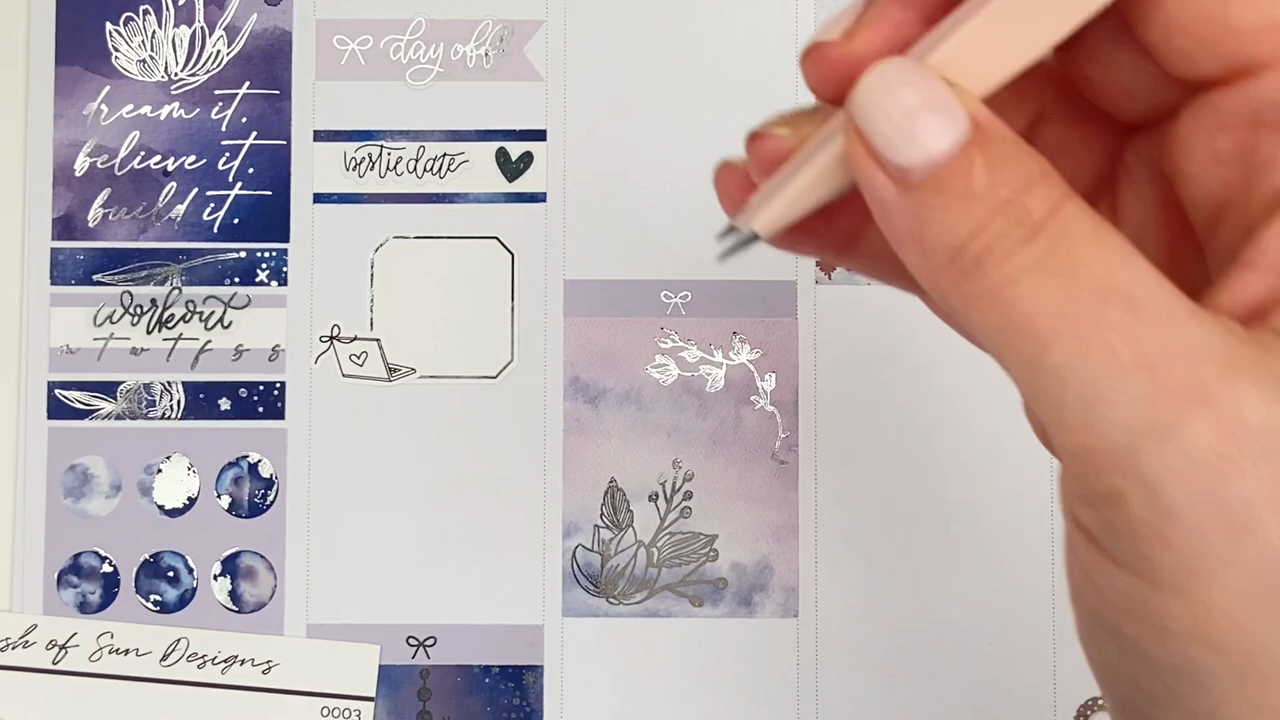 dream it.
believe it.
build it.
workout
m t w t f s s
day off
bestie date
sh of Sun Designs
0003